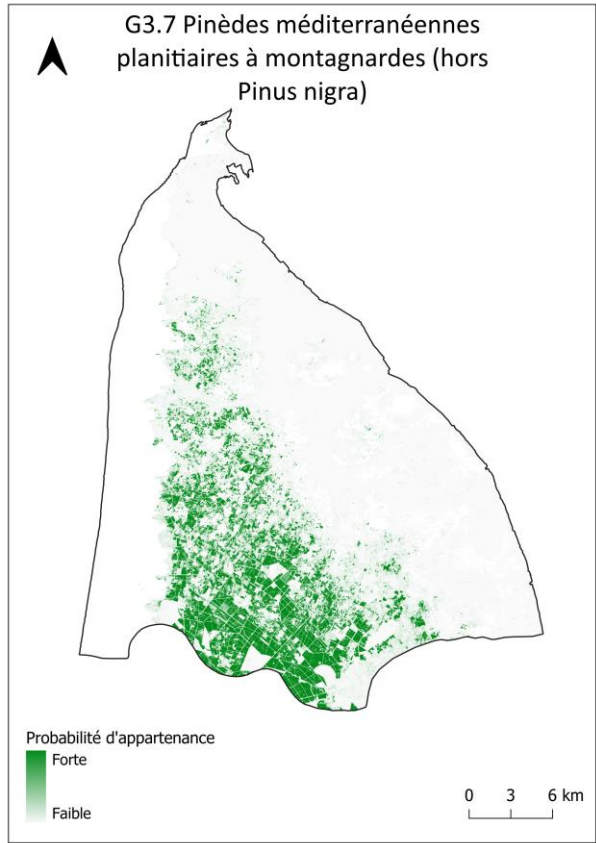 G3.7 Pinèdes méditerranéennes
planitiaires à montagnardes (hors
Pinus nigra)
Probabilité d'appartenance
Forte
Faible
0 3 6 km